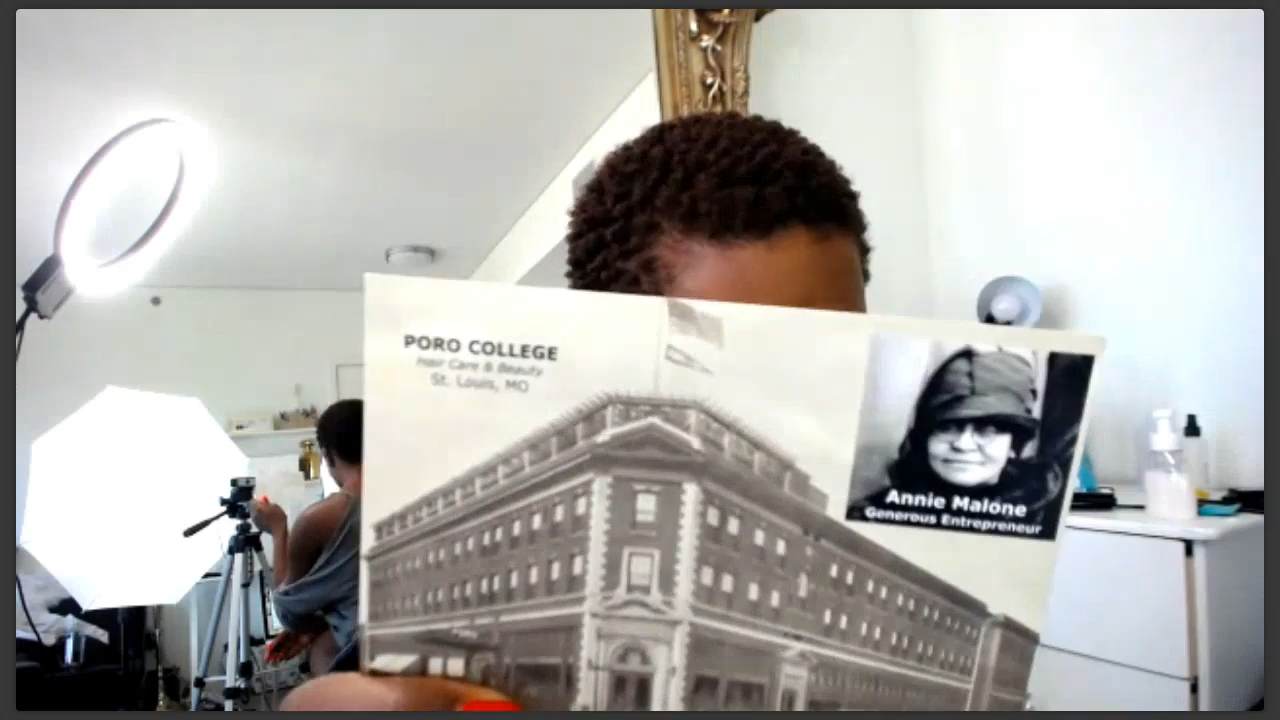 PORO COLLEGE
Hair Care & Beauty
St. Louis, MO
Annie Malone
Generous Entrepreneur